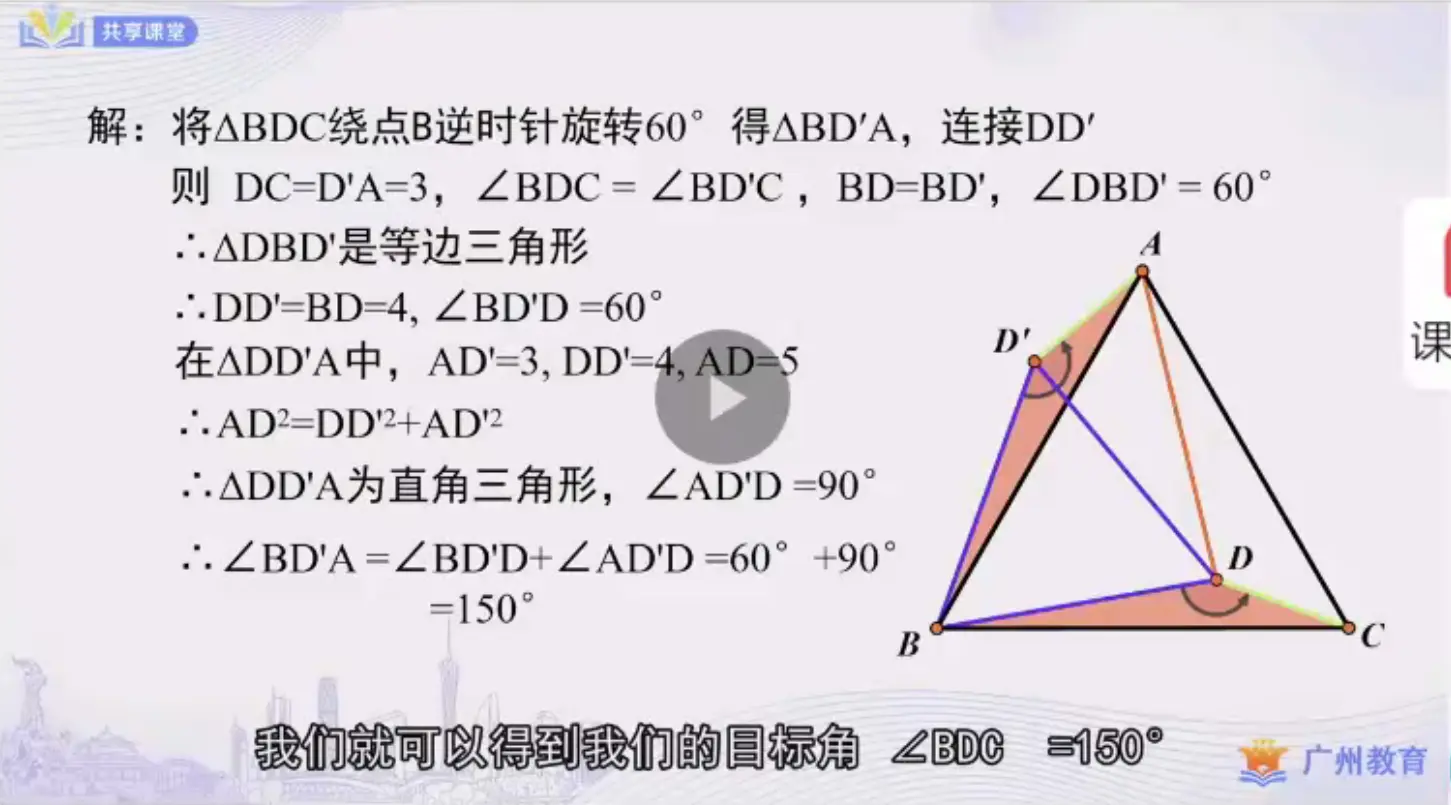 共享课堂
解：将ΔBDC绕点B逆时针旋转60°得ΔBD′A，连接DD′
则 DC=D'A=3，∠BDC = ∠BD'C ，BD=BD'，∠DBD' = 60°
∴ΔDBD'是等边三角形
∴DD'=BD=4, ∠BD'D =60°
在ΔDD'A中，AD'=3, DD'=4, AD=5
∴AD²=DD'²+AD'²
∴ΔDD'A为直角三角形，∠AD'D =90°
∴∠BD'A =∠BD'D+∠AD'D =60°+90°
=150°
A
D′
D
B
C
课
我们就可以得到我们的目标角 ∠BDC =150°
广州教育